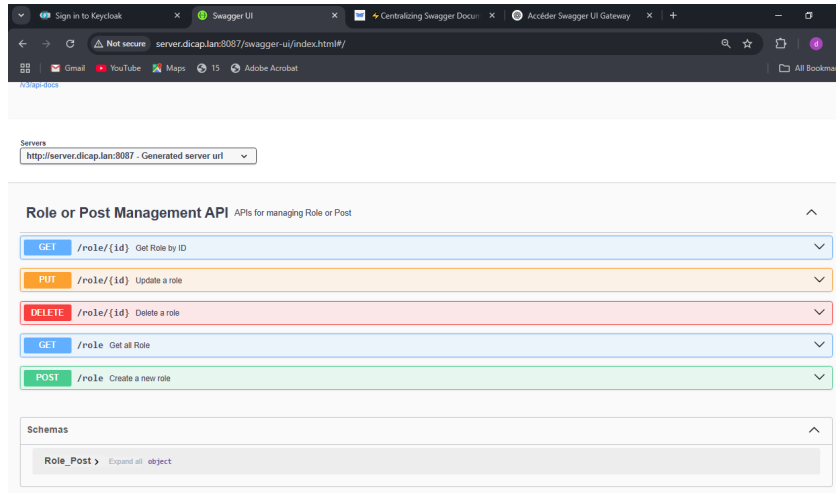 Sign in to Keycloak
Swagger UI
Centralizing Swagger Docun
Accéder Swagger UI Gateway
Not secure server.dicap.lan:8087/swagger-ui/index.html#/
d
Gmail YouTube Maps 15 Adobe Acrobat All Bookma
/v3/api-docs
Servers
http://server.dicap.lan:8087 - Generated server url
Role or Post Management API APIs for managing Role or Post
GET /role/{id} Get Role by ID
PUT /role/{id} Update a role
DELETE /role/{id} Delete a role
GET /role Get all Role
POST /role Create a new role
Schemas
Role_Post Expand all object